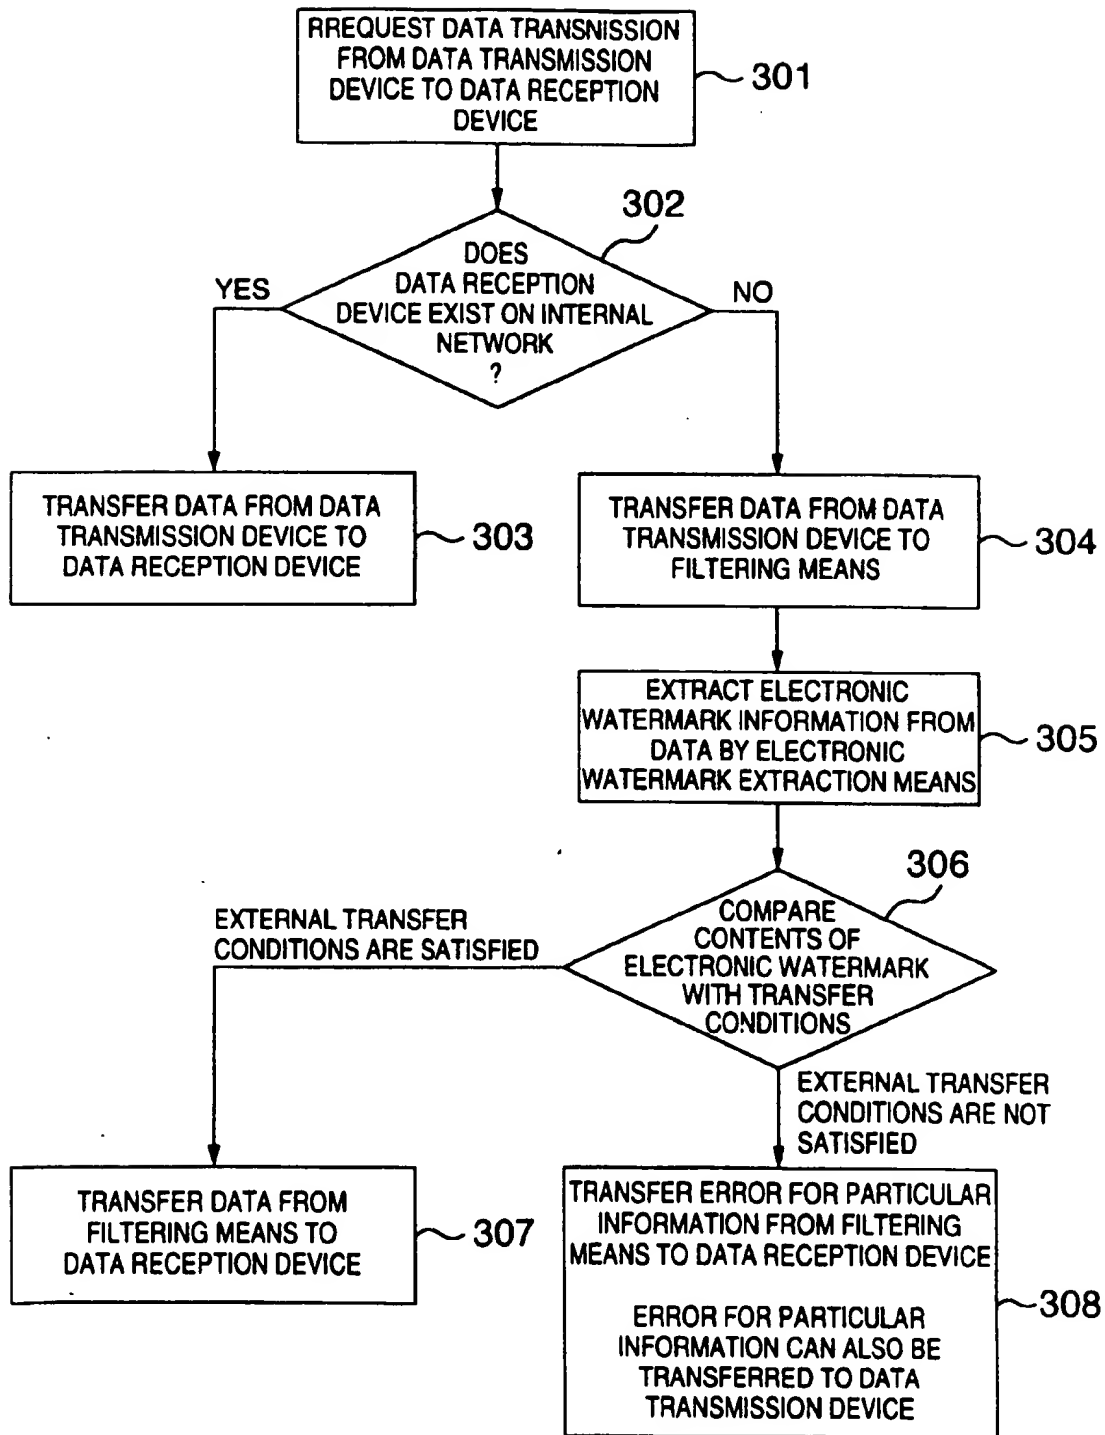 RREQUEST DATA TRANSNISSION
FROM DATA TRANSMISSION
DEVICE TO DATA RECEPTION
DEVICE
301
302
DOES
DATA RECEPTION
DEVICE EXIST ON INTERNAL
NETWORK
?
YES
NO
TRANSFER DATA FROM DATA
TRANSMISSION DEVICE TO
DATA RECEPTION DEVICE
303
TRANSFER DATA FROM DATA
TRANSMISSION DEVICE TO
FILTERING MEANS
304
EXTRACT ELECTRONIC
WATERMARK INFORMATION FROM
DATA BY ELECTRONIC
WATERMARK EXTRACTION MEANS
305
306
COMPARE
CONTENTS OF
ELECTRONIC WATERMARK
WITH TRANSFER
CONDITIONS
EXTERNAL TRANSFER
CONDITIONS ARE SATISFIED
EXTERNAL TRANSFER
CONDITIONS ARE NOT
SATISFIED
TRANSFER DATA FROM
FILTERING MEANS TO
DATA RECEPTION DEVICE
307
TRANSFER ERROR FOR PARTICULAR
INFORMATION FROM FILTERING
MEANS TO DATA RECEPTION DEVICE
ERROR FOR PARTICULAR
INFORMATION CAN ALSO BE
TRANSFERRED TO DATA
TRANSMISSION DEVICE
308